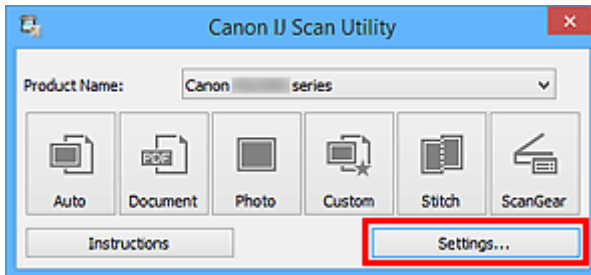 Canon IJ Scan Utility
Product Name: Canon series
PDF
Auto Document Photo Custom Stitch ScanGear
Instructions Settings...